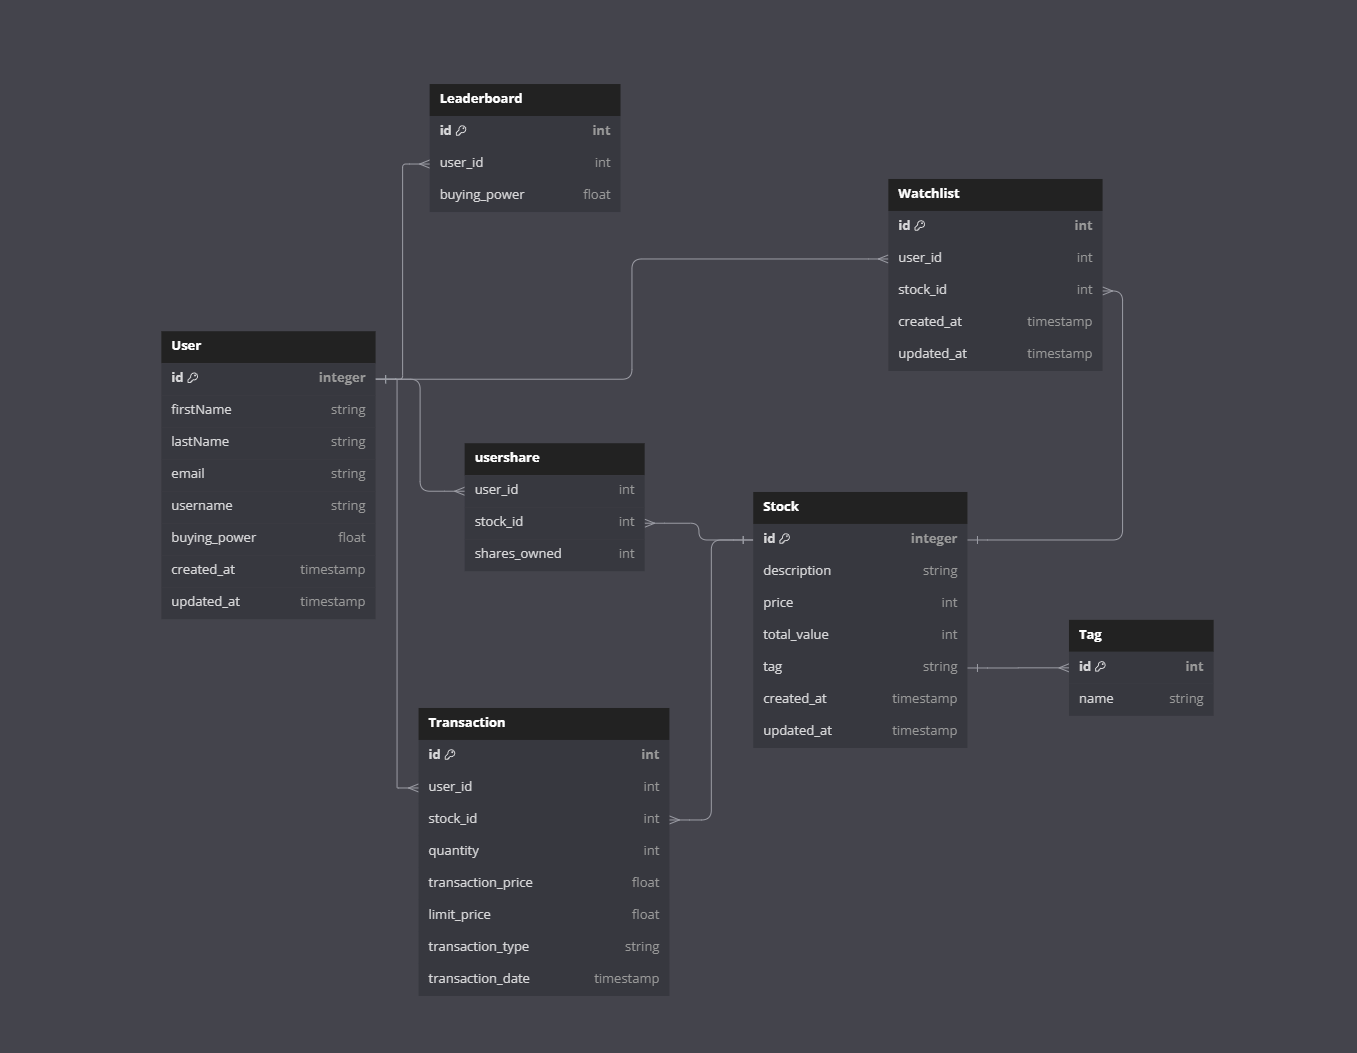 Leaderboard
id int
user_id int
buying_power float
Watchlist
id int
user_id int
stock_id int
created_at timestamp
updated_at timestamp
User
id integer
firstName string
lastName string
email string
username string
buying_power float
created_at timestamp
updated_at timestamp
usershare
user_id int
stock_id int
shares_owned int
Stock
id integer
description string
price int
total_value int
tag string
created_at timestamp
updated_at timestamp
Tag
id int
name string
Transaction
id int
user_id int
stock_id int
quantity int
transaction_price float
limit_price float
transaction_type string
transaction_date timestamp